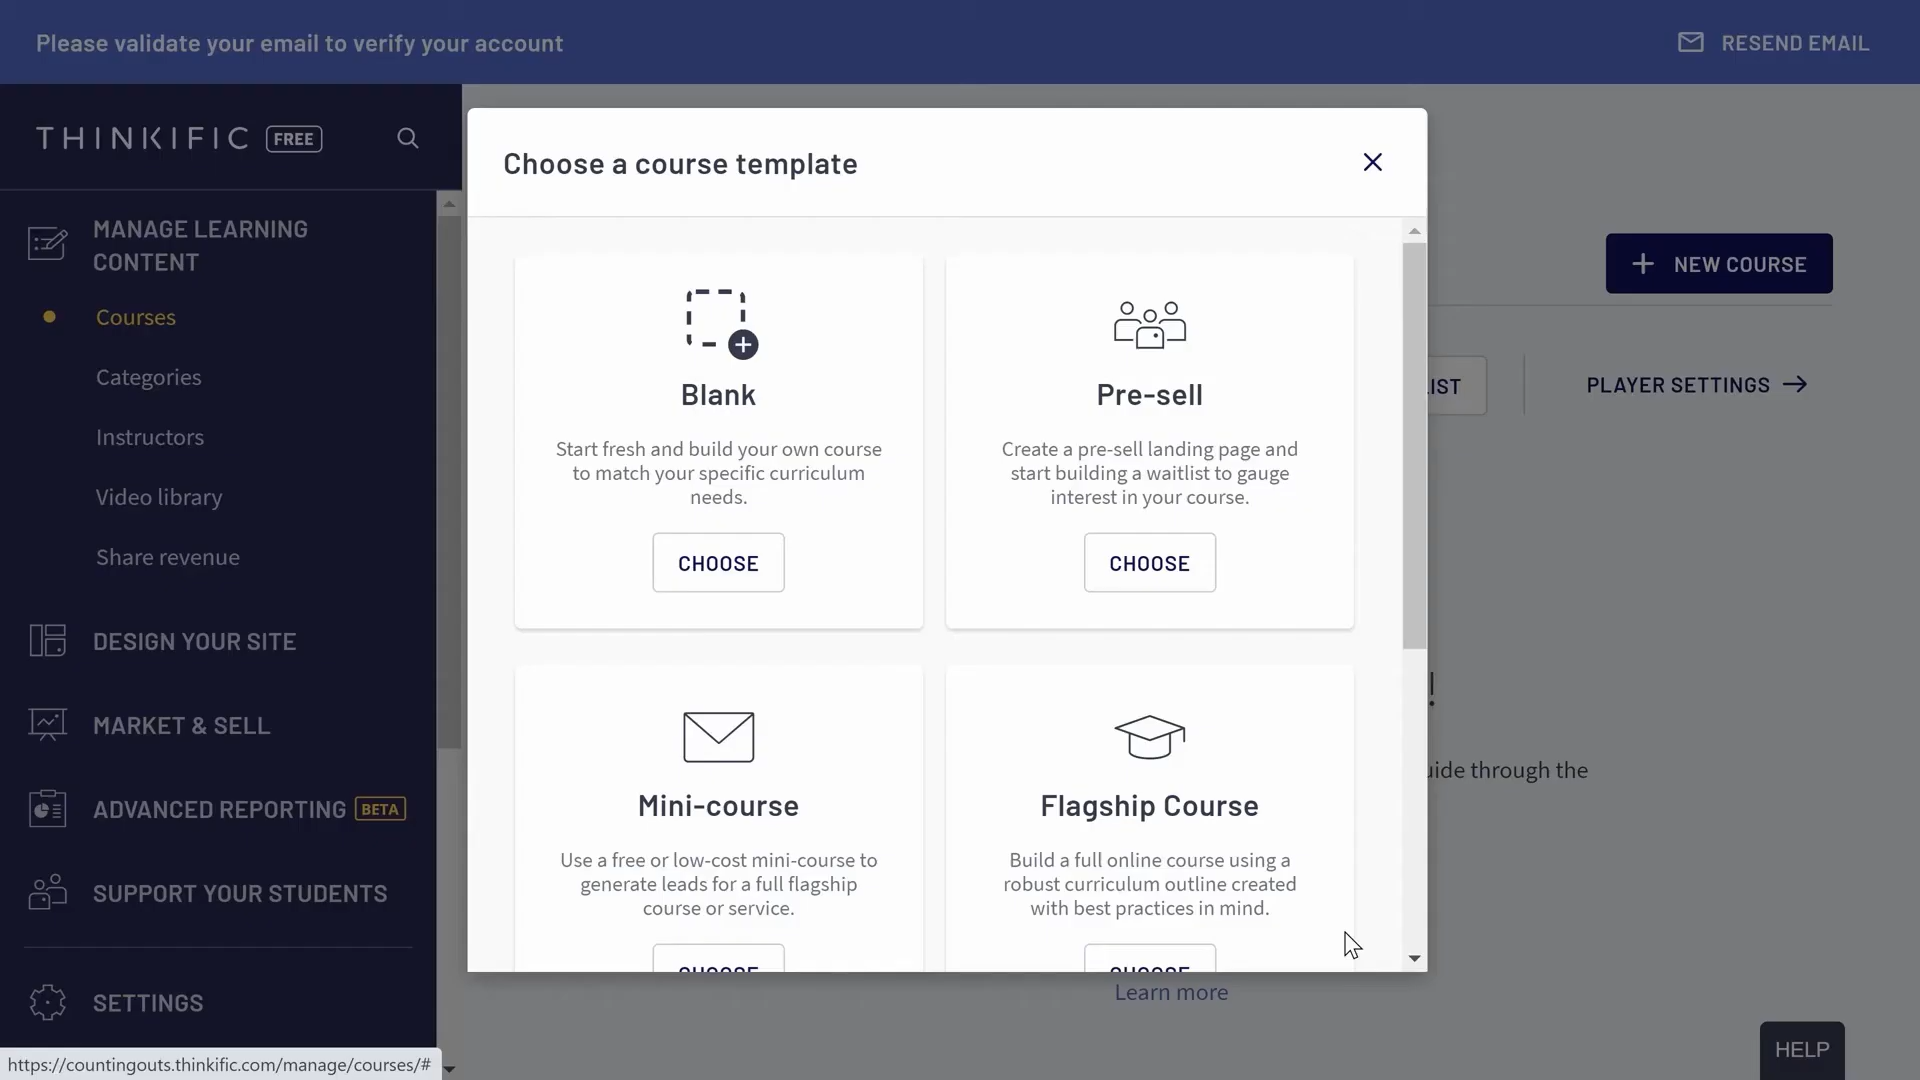 Please validate your email to verify your account
RESEND EMAIL
THINKIFIC FREE
MANAGE LEARNING
CONTENT
Courses
Categories
Instructors
Video library
Share revenue
DESIGN YOUR SITE
MARKET & SELL
ADVANCED REPORTING BETA
SUPPORT YOUR STUDENTS
SETTINGS
https://countingouts.thinkific.com/manage/courses/#
Choose a course template
Blank
Start fresh and build your own course
to match your specific curriculum
needs.
CHOOSE
Pre-sell
Create a pre-sell landing page and
start building a waitlist to gauge
interest in your course.
CHOOSE
Mini-course
Use a free or low-cost mini-course to
generate leads for a full flagship
course or service.
CHOOSE
Flagship Course
Build a full online course using a
robust curriculum outline created
with best practices in mind.
CHOOSE
+ NEW COURSE
PLAYER SETTINGS →
!
through the
Learn more
HELP